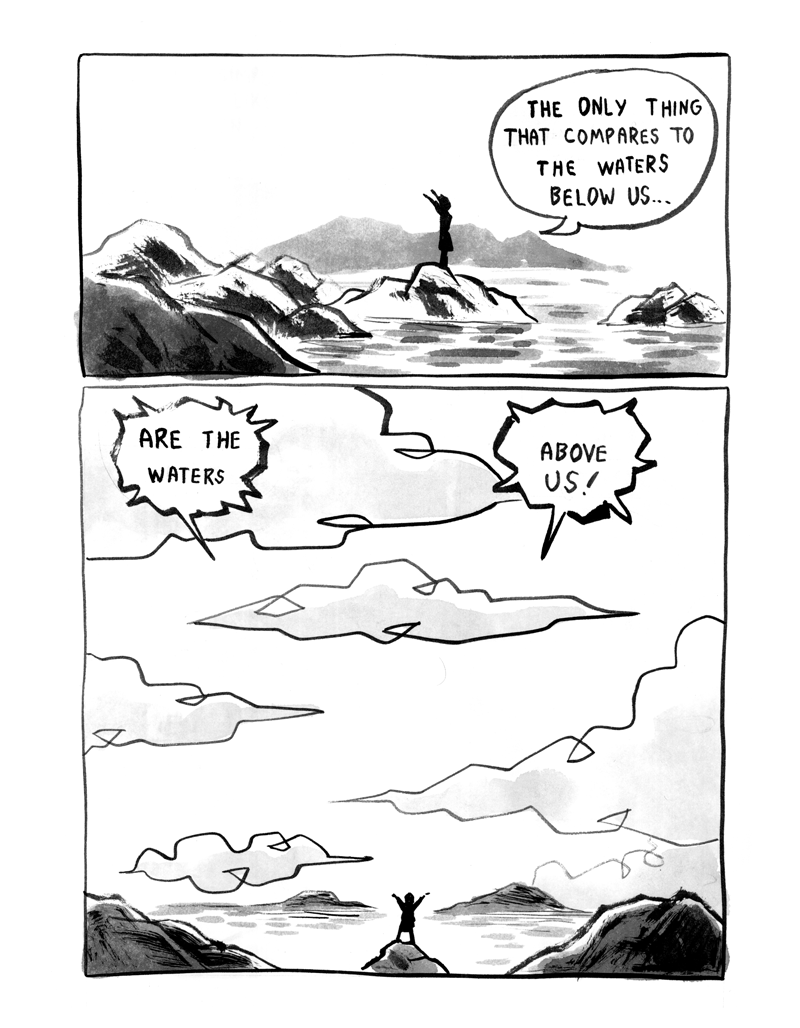 THE ONLY THING
THAT COMPARES TO
THE WATERS
BELOW US...
ARE THE
WATERS
ABOVE
US!